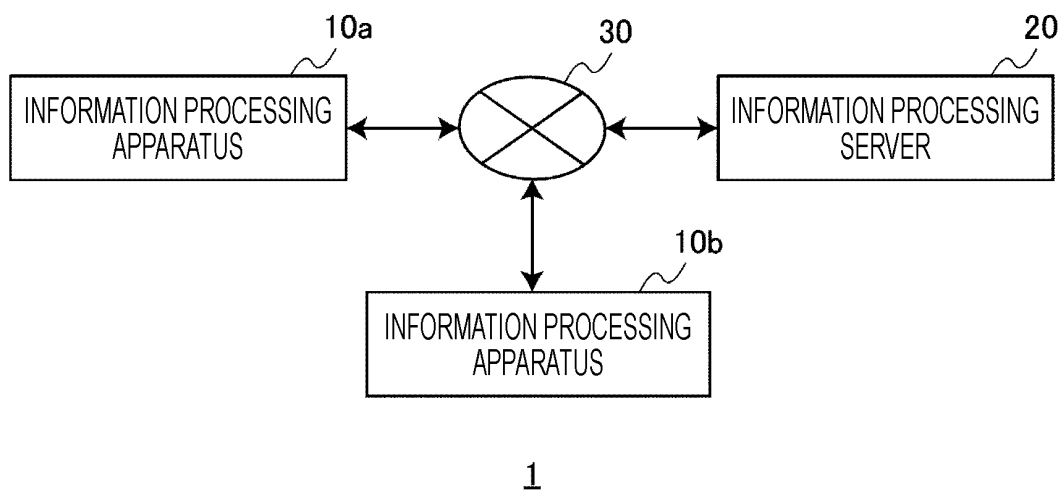 10a
30
20
INFORMATION PROCESSING
APPARATUS
INFORMATION PROCESSING
SERVER
10b
INFORMATION PROCESSING
APPARATUS
1